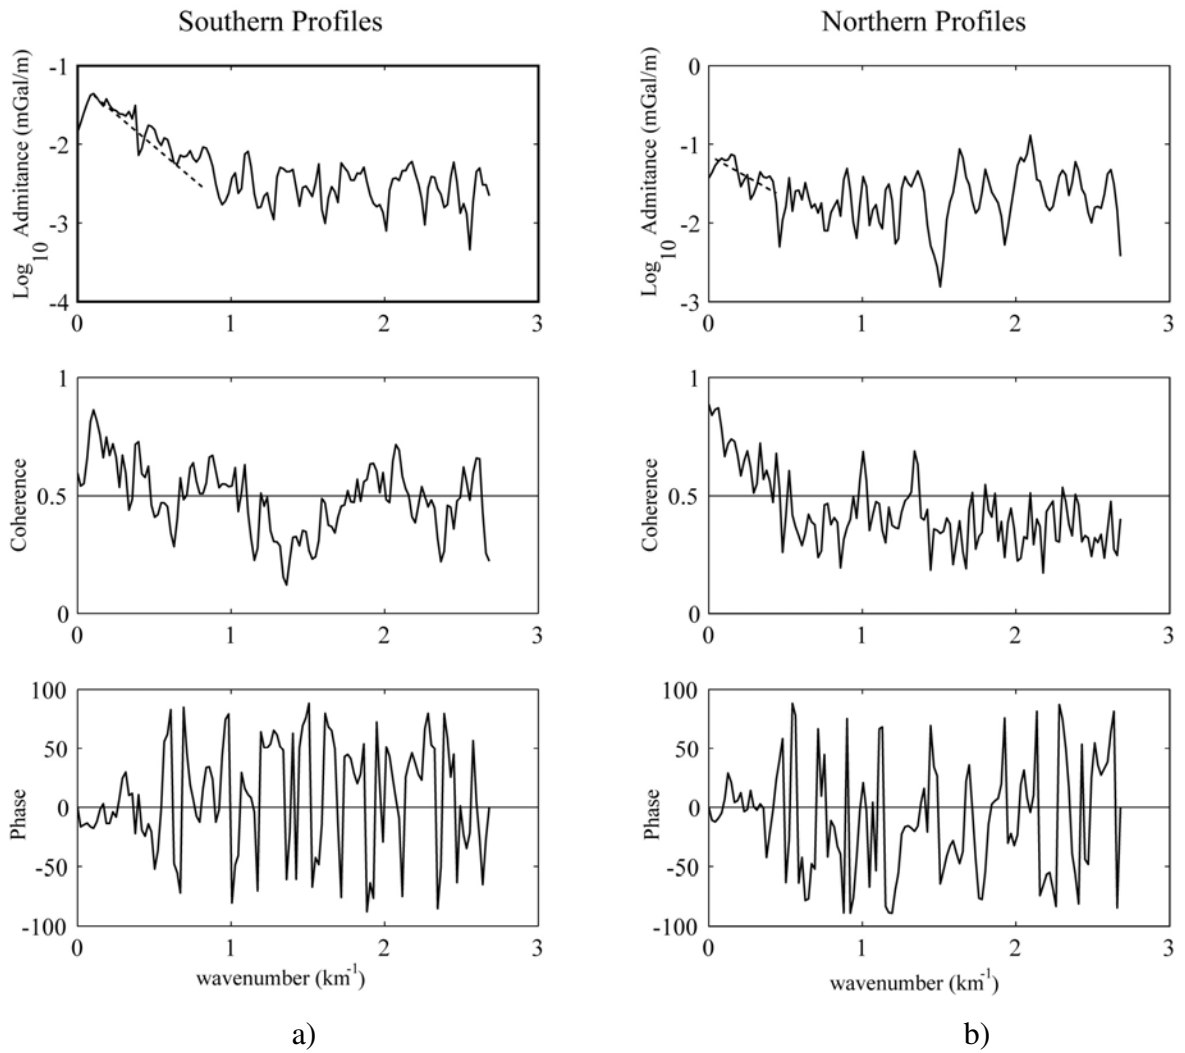 Southern Profiles
Log10 Admitance (mGal/m)
-1
-2
-3
-4
0 1 2 3
Coherence
1
0.5
0
0 1 2 3
Phase
100
50
0
-50
-100
0 1 2 3
wavenumber (km-1)
a)
Northern Profiles
Log10 Admitance (mGal/m)
0
-1
-2
-3
0 1 2 3
Coherence
1
0.5
0
0 1 2 3
Phase
100
50
0
-50
-100
0 1 2 3
wavenumber (km-1)
b)